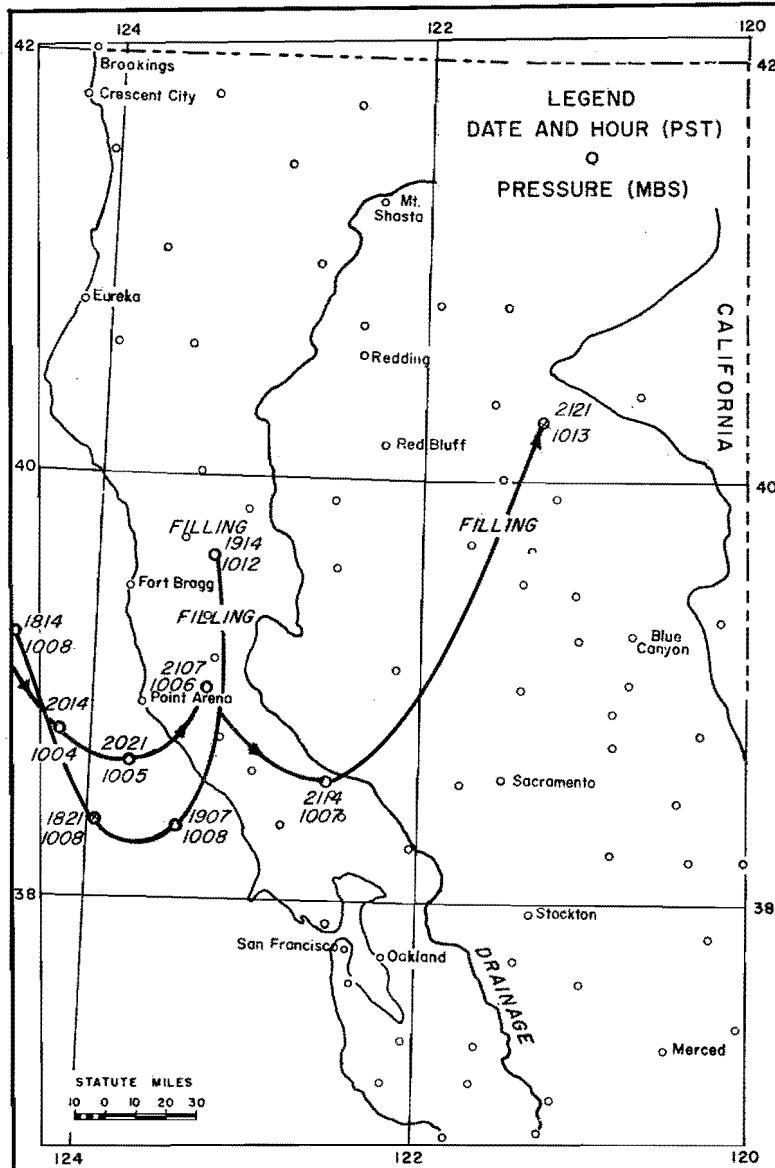 124
122
120
42
42
Brookings
Crescent City
LEGEND
DATE AND HOUR (PST)
PRESSURE (MBS)
Mt.
Shasta
Eureka
CALIFORNIA
Redding
2121
1013
Red Bluff
40
40
FILLING
FILLING
1914
1012
Fort Bragg
FILLING
1814
1008
Blue
Canyon
2107
1006
Point Arena
2014
1004
2021
1005
Sacramento
2114
1007
1821
1008
1907
1008
38
38
Stockton
San Francisco
Oakland
DRAINAGE
Merced
STATUTE MILES
10 0 10 20 30
124
122
120